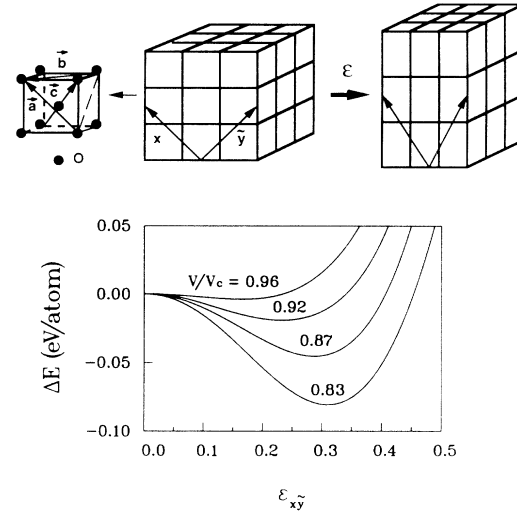 b⃗
ε
a⃗
c⃗
x
ỹ
O
0.05
V/Vc = 0.96
0.00
0.92
ΔE (eV/atom)
0.87
−0.05
0.83
−0.10
0.0 0.1 0.2 0.3 0.4 0.5
εxỹ